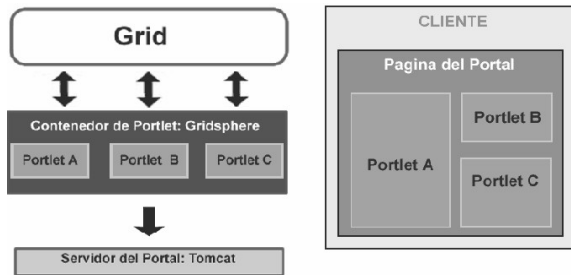 Grid
Contenedor de Portlet: Gridsphere
Portlet A
Portlet B
Portlet C
Servidor del Portal: Tomcat
CLIENTE
Pagina del Portal
Portlet A
Portlet B
Portlet C